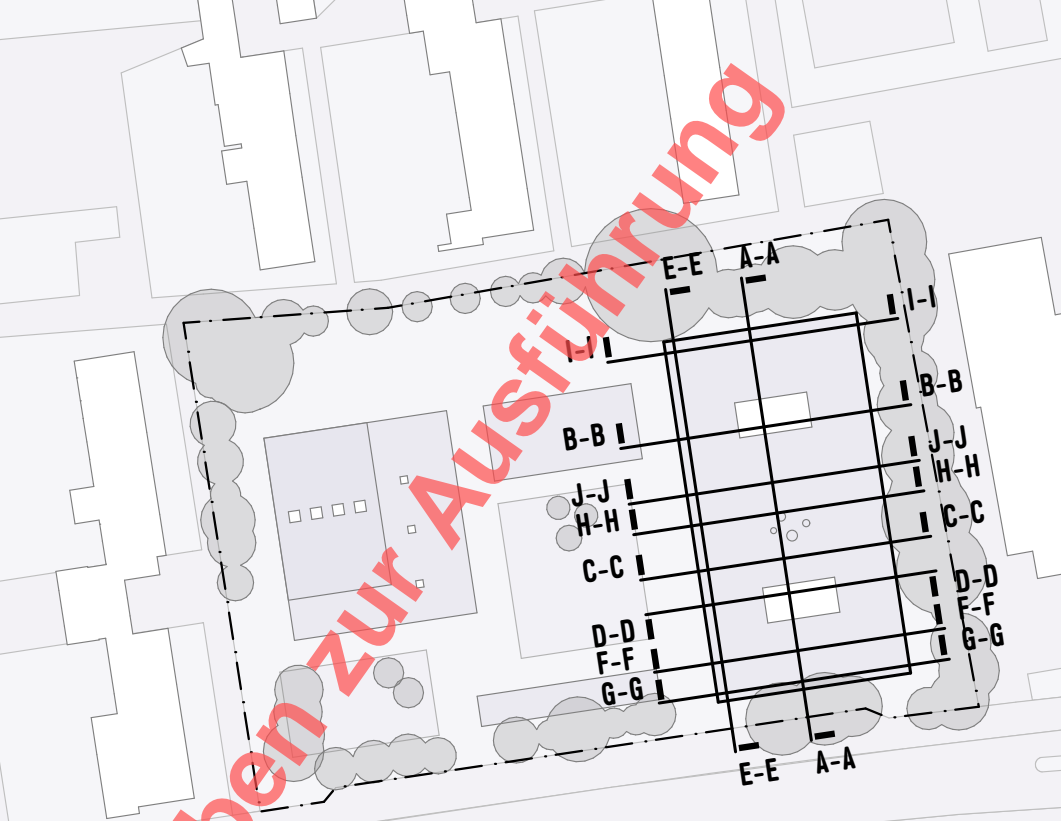 E-E
A-A
I-I
I-I
B-B
B-B
J-J
H-H
J-J
H-H
C-C
C-C
D-D
F-F
D-D
G-G
F-F
G-G
E-E
A-A
ben zur Ausführung